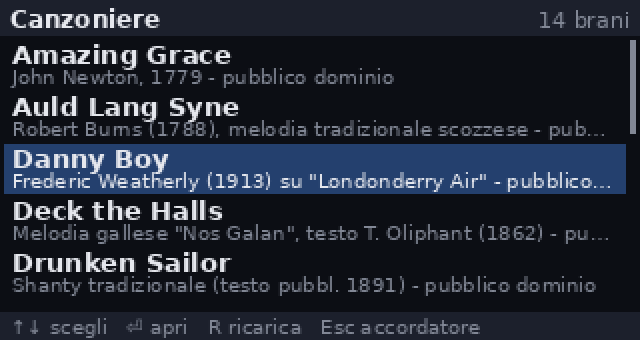 Canzoniere 14 brani
Amazing Grace
John Newton, 1779 - pubblico dominio
Auld Lang Syne
Robert Burns (1788), melodia tradizionale scozzese - pub...
Danny Boy
Frederic Weatherly (1913) su "Londonderry Air" - pubblico...
Deck the Halls
Melodia gallese "Nos Galan", testo T. Oliphant (1862) - pu...
Drunken Sailor
Shanty tradizionale (testo pubbl. 1891) - pubblico dominio
↑↓ scegli ⏎ apri R ricarica Esc accordatore